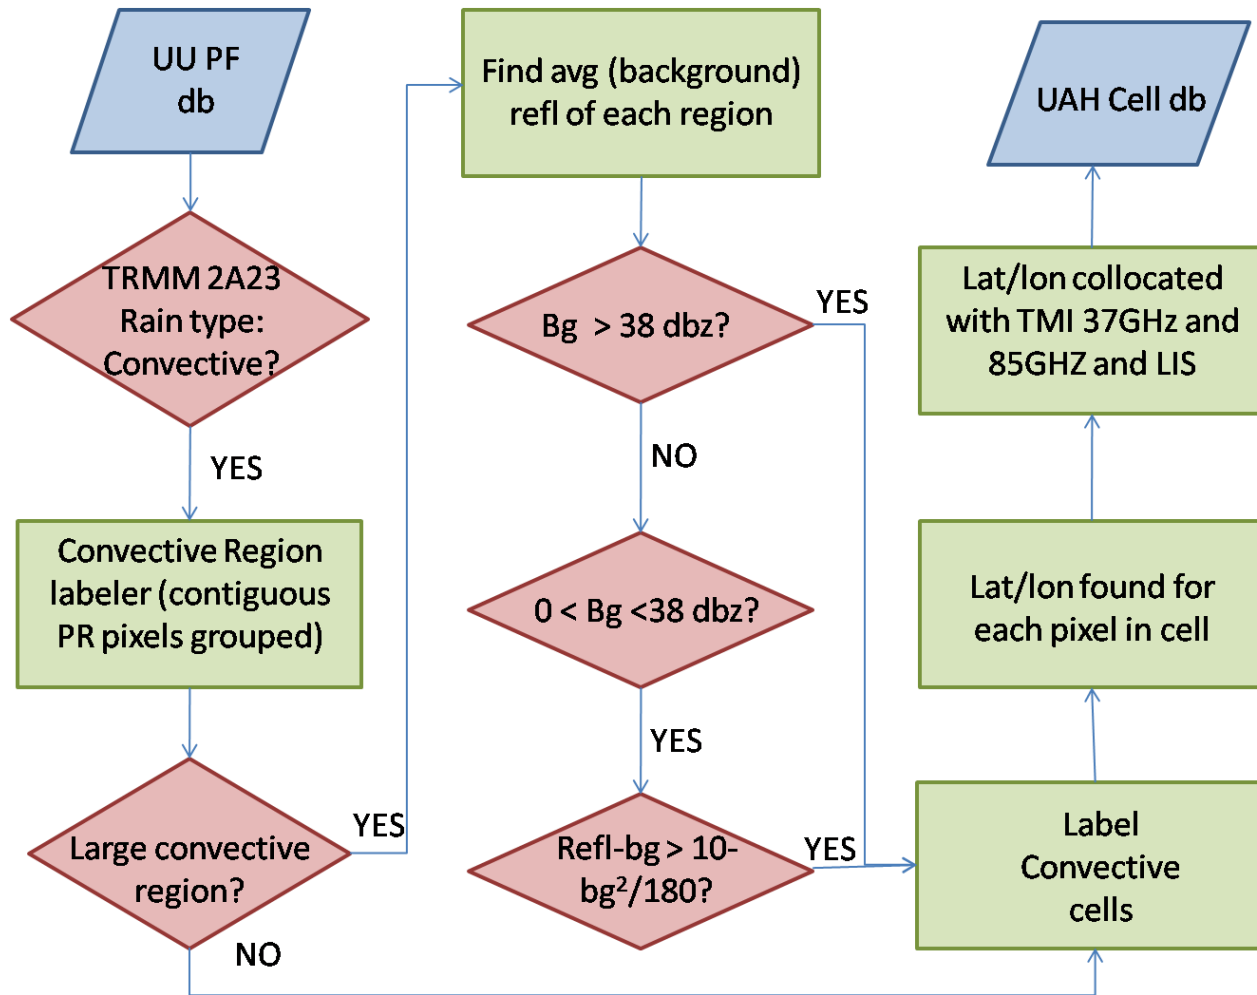 UU PF
db
TRMM 2A23
Rain type:
Convective?
YES
Convective Region
labeler (contiguous
PR pixels grouped)
Large convective
region?
YES
NO
Find avg (background)
refl of each region
Bg  > 38 dbz?
YES
NO
0 < Bg <38 dbz?
YES
Refl-bg > 10-
bg²/180?
YES
Label
Convective
cells
Lat/lon found for
each pixel in cell
Lat/lon collocated
with TMI 37GHz and
85GHZ and LIS
UAH Cell db